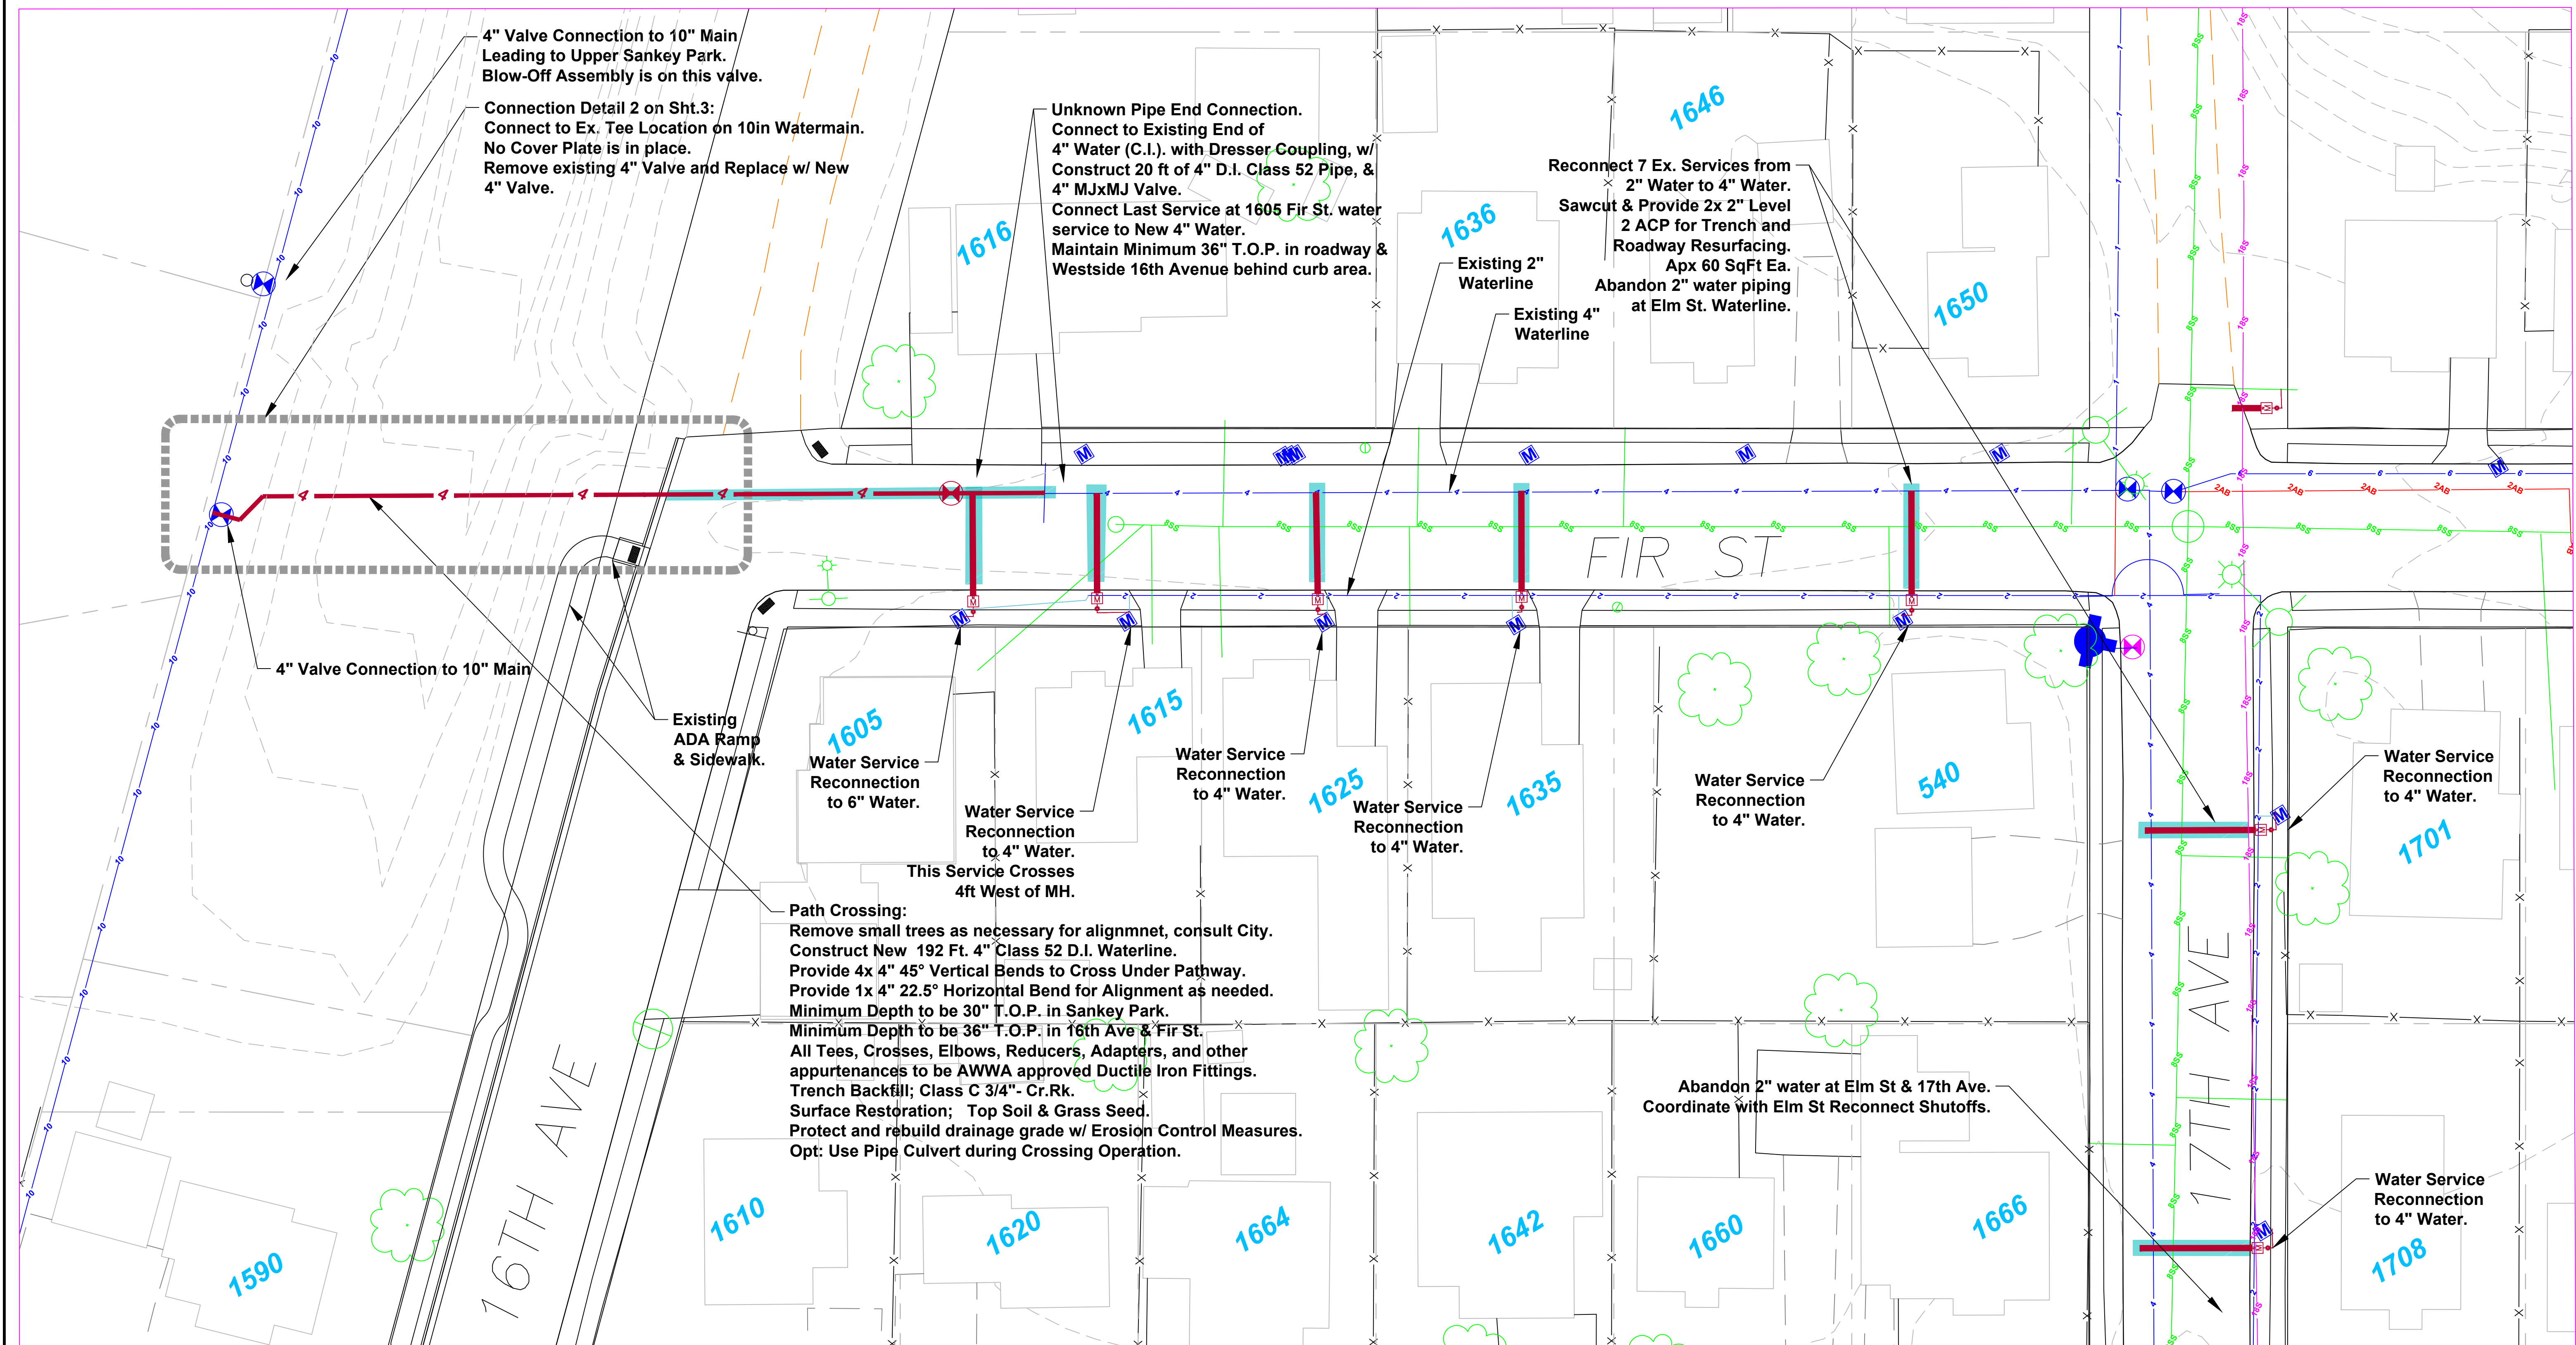 4" Valve Connection to 10" Main
Leading to Upper Sankey Park.
Blow-Off Assembly is on this valve.
Connection Detail 2 on Sht.3:
Connect to Ex. Tee Location on 10in Watermain.
No Cover Plate is in place.
Remove existing 4" Valve and Replace w/ New
4" Valve.
Unknown Pipe End Connection.
Connect to Existing End of
4" Water (C.I.). with Dresser Coupling, w/
Construct 20 ft of 4" D.I. Class 52 Pipe, &
4" MJxMJ Valve.
Connect Last Service at 1605 Fir St. water
service to New 4" Water.
Maintain Minimum 36" T.O.P. in roadway &
Westside 16th Avenue behind curb area.
Reconnect 7 Ex. Services from
2" Water to 4" Water.
Sawcut & Provide 2x 2" Level
2 ACP for Trench and
Roadway Resurfacing.
Apx 60 SqFt Ea.
Abandon 2" water piping
at Elm St. Waterline.
Existing 2"
Waterline
Existing 4"
Waterline
1616
1636
1646
1650
FIR ST
4" Valve Connection to 10" Main
Existing
ADA Ramp
& Sidewalk.
1605
Water Service
Reconnection
to 6" Water.
1615
Water Service
Reconnection
to 4" Water.
This Service Crosses
4ft West of MH.
Water Service
Reconnection
to 4" Water.
1625
Water Service
Reconnection
to 4" Water.
1635
Water Service
Reconnection
to 4" Water.
540
Water Service
Reconnection
to 4" Water.
1701
Path Crossing:
Remove small trees as necessary for alignmnet, consult City.
Construct New 192 Ft. 4" Class 52 D.I. Waterline.
Provide 4x 4" 45° Vertical Bends to Cross Under Pathway.
Provide 1x 4" 22.5° Horizontal Bend for Alignment as needed.
Minimum Depth to be 30" T.O.P. in Sankey Park.
Minimum Depth to be 36" T.O.P. in 16th Ave & Fir St.
All Tees, Crosses, Elbows, Reducers, Adapters, and other
appurtenances to be AWWA approved Ductile Iron Fittings.
Trench Backfill; Class C 3/4"- Cr.Rk.
Surface Restoration; Top Soil & Grass Seed.
Protect and rebuild drainage grade w/ Erosion Control Measures.
Opt: Use Pipe Culvert during Crossing Operation.
Abandon 2" water at Elm St & 17th Ave.
Coordinate with Elm St Reconnect Shutoffs.
16TH AVE
17TH AVE
Water Service
Reconnection
to 4" Water.
1590
1610
1620
1664
1642
1660
1666
1708